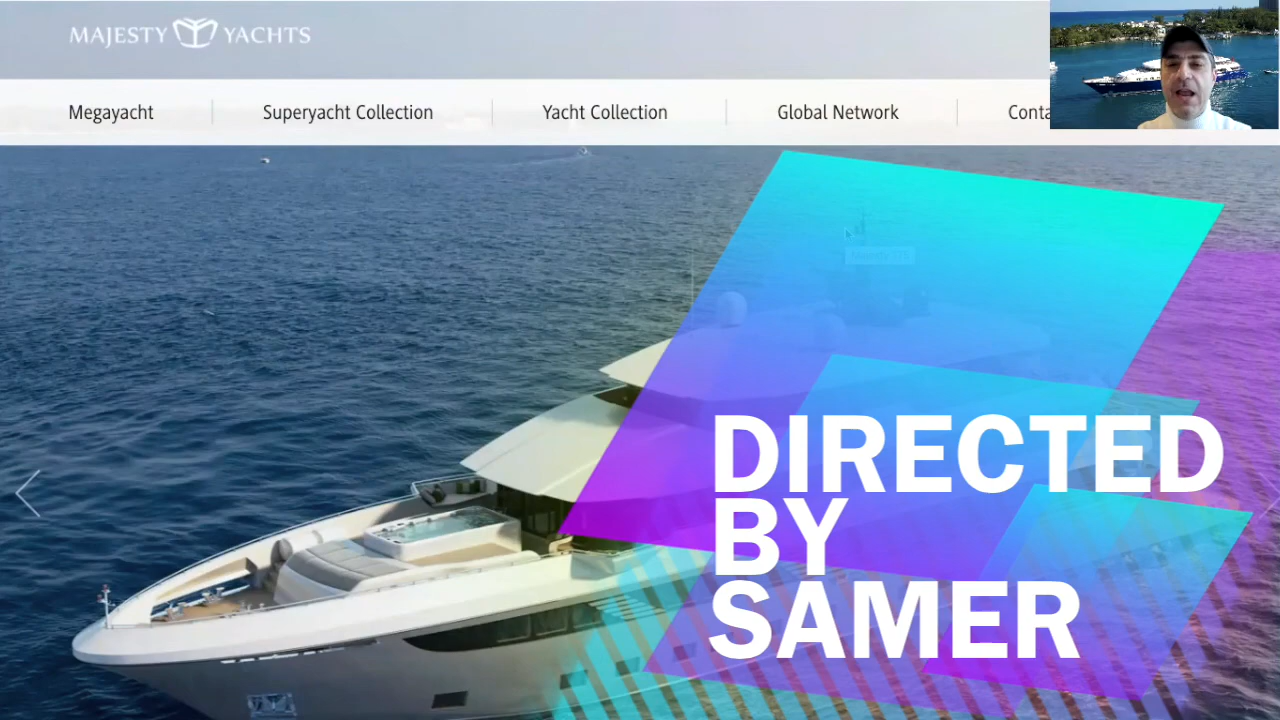 MAJESTY YACHTS
Megayacht
Superyacht Collection
Yacht Collection
Global Network
Conta
DIRECTED
BY
SAMER